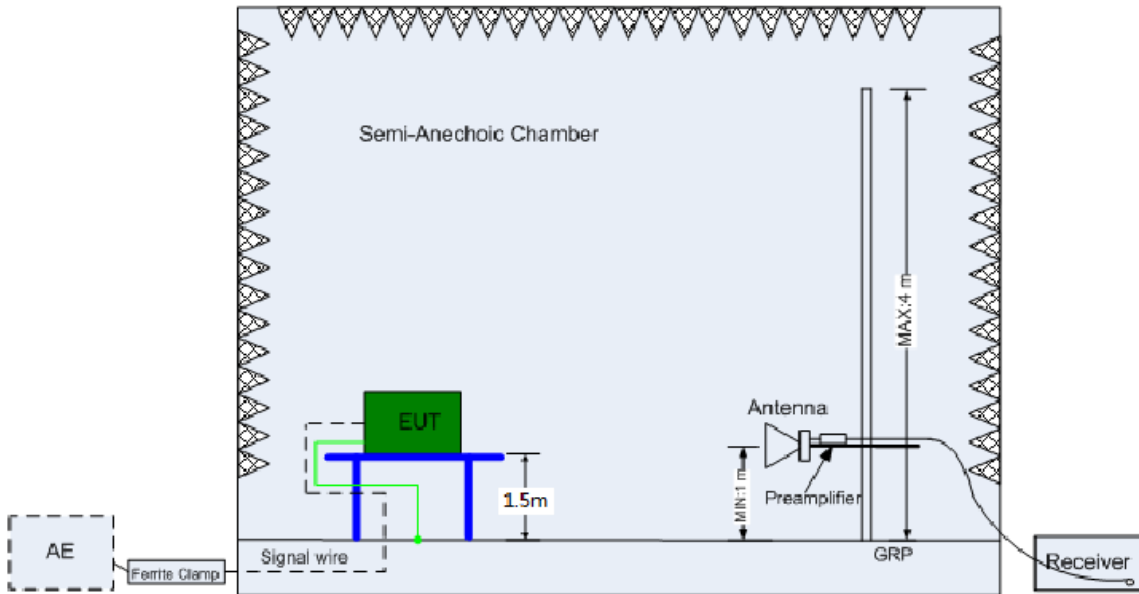 Semi-Anechoic Chamber
MAX:4 m
EUT
Antenna
1.5m
MIN:1 m
Preamplifier
AE
Signal wire
GRP
Ferrite Clamp
Receiver